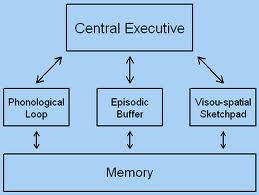 Central Executive
Phonological
Loop
Episodic
Buffer
Visou-spatial
Sketchpad
Memory